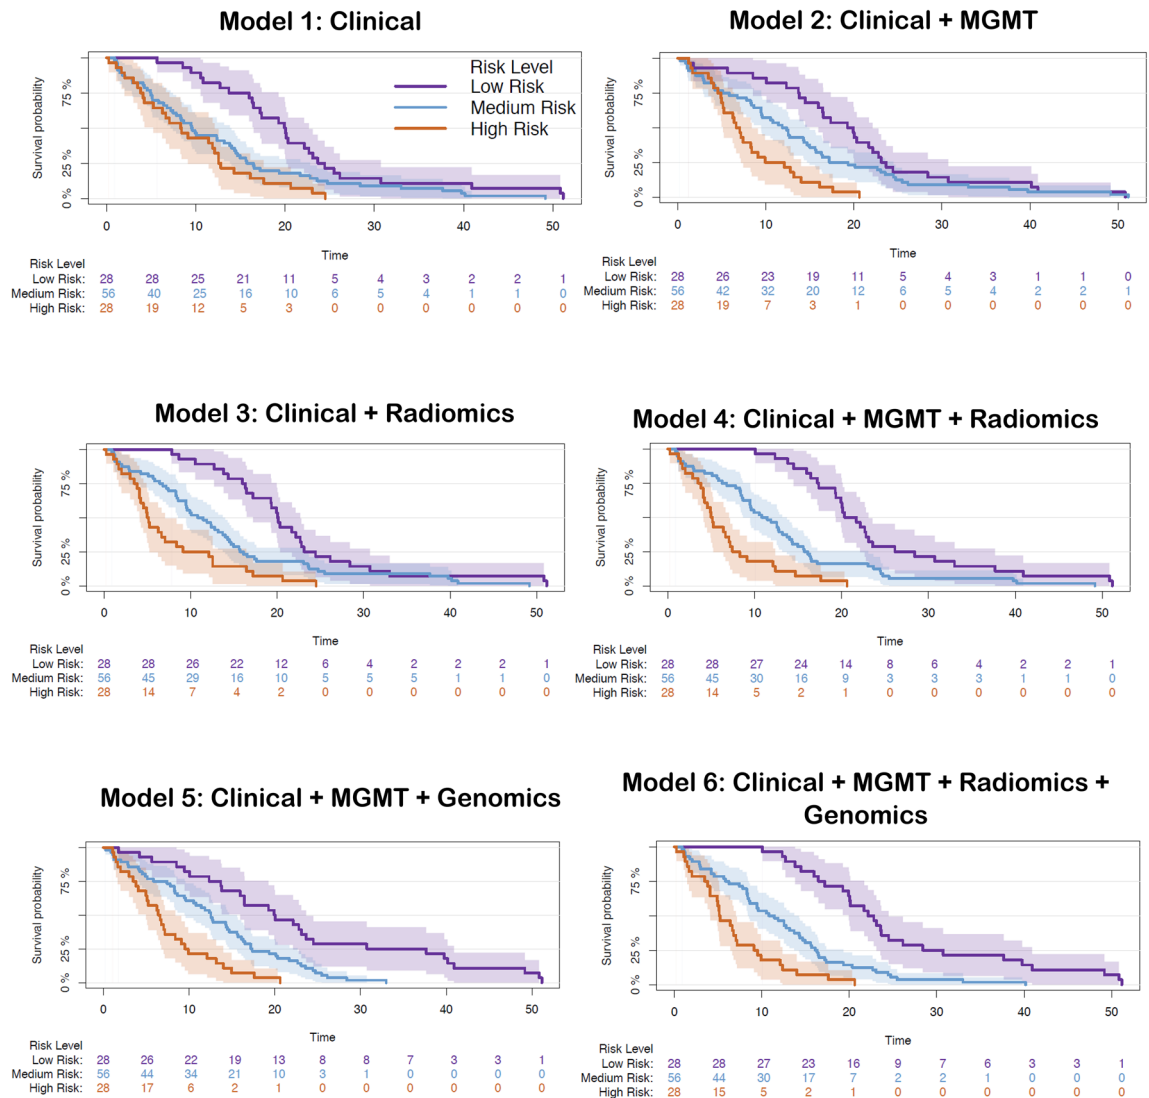 Model 1: Clinical
Survival probability
0 %
25 %
75 %
Risk Level
Low Risk
Medium Risk
High Risk
0 10 20 30 40 50
Time
Risk Level
Low Risk: 28 28 25 21 11 5 4 3 2 2 1
Medium Risk: 56 40 25 16 10 6 5 4 1 1 0
High Risk: 28 19 12 5 3 0 0 0 0 0 0
Model 2: Clinical + MGMT
Survival probability
0 %
25 %
75 %
0 10 20 30 40 50
Time
Risk Level
Low Risk: 28 26 23 19 11 5 4 3 1 1 0
Medium Risk: 56 42 32 20 12 6 5 4 2 2 1
High Risk: 28 19 7 3 1 0 0 0 0 0 0
Model 3: Clinical + Radiomics
Survival probability
0 %
25 %
75 %
0 10 20 30 40 50
Time
Risk Level
Low Risk: 28 28 26 22 12 6 4 2 2 2 1
Medium Risk: 56 45 29 16 10 5 5 5 1 1 0
High Risk: 28 14 7 4 2 0 0 0 0 0 0
Model 4: Clinical + MGMT + Radiomics
Survival probability
0 %
25 %
75 %
0 10 20 30 40 50
Time
Risk Level
Low Risk: 28 28 27 24 14 8 6 4 2 2 1
Medium Risk: 56 45 30 16 9 3 3 3 1 1 0
High Risk: 28 14 5 2 1 0 0 0 0 0 0
Model 5: Clinical + MGMT + Genomics
Survival probability
0 %
25 %
75 %
0 10 20 30 40 50
Time
Risk Level
Low Risk: 28 26 22 19 13 8 8 7 3 3 1
Medium Risk: 56 44 34 21 10 3 1 0 0 0 0
High Risk: 28 17 6 2 1 0 0 0 0 0 0
Model 6: Clinical + MGMT + Radiomics +
Genomics
Survival probability
0 %
25 %
75 %
0 10 20 30 40 50
Time
Risk Level
Low Risk: 28 28 27 23 16 9 7 6 3 3 1
Medium Risk: 56 44 30 17 7 2 2 1 0 0 0
High Risk: 28 15 5 2 1 0 0 0 0 0 0